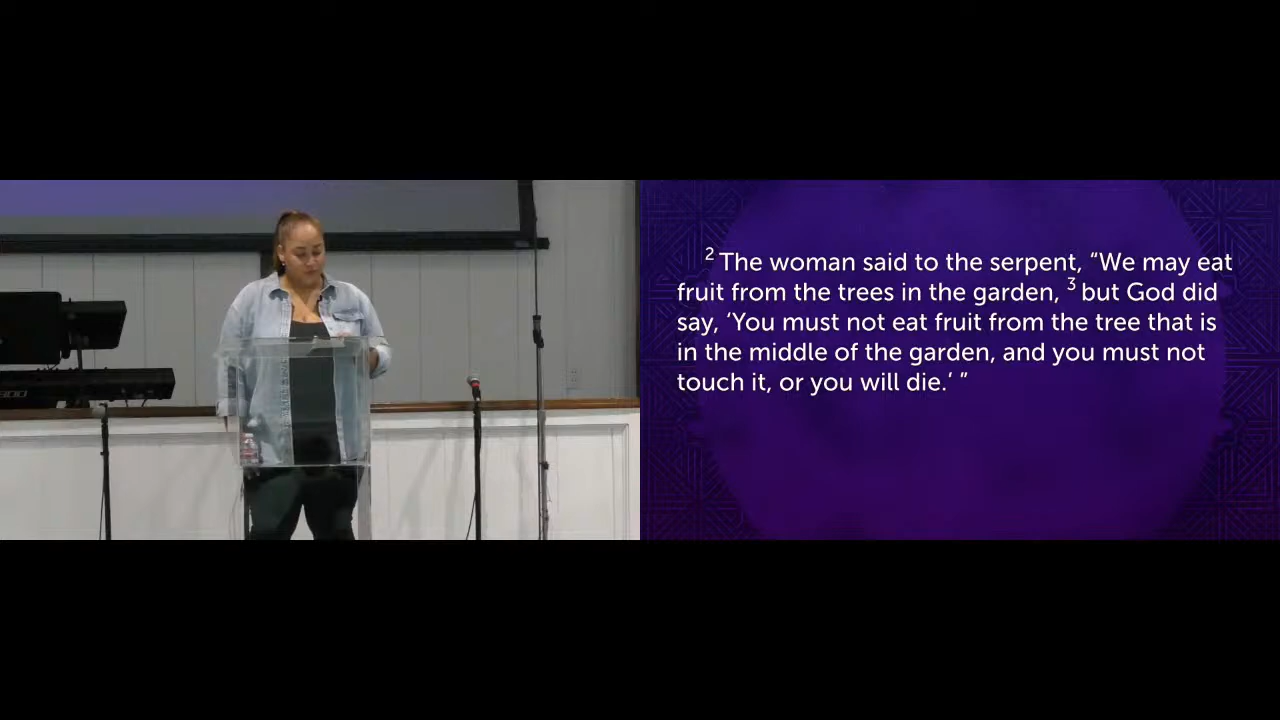 ² The woman said to the serpent, “We may eat
fruit from the trees in the garden, ³ but God did
say, ‘You must not eat fruit from the tree that is
in the middle of the garden, and you must not
touch it, or you will die.’ ”